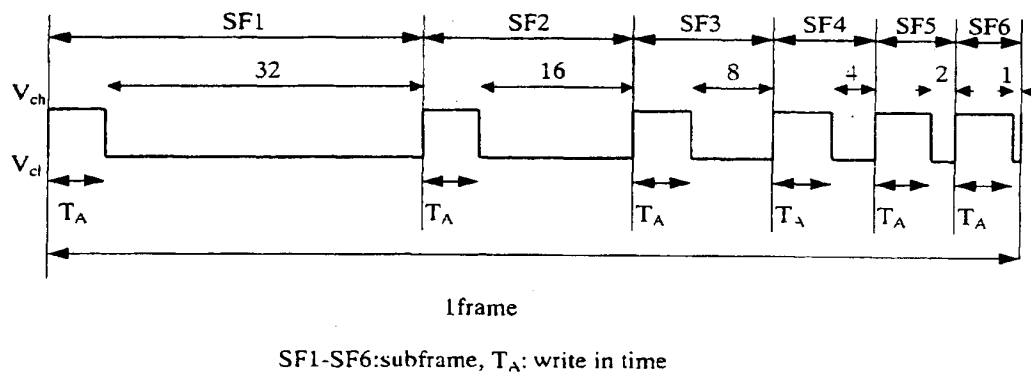 SF1 SF2 SF3 SF4 SF5 SF6
32 16 8 4 2 1
Vch
Vcl
TA TA TA TA TA TA
1frame
SF1-SF6:subframe, TA: write in time